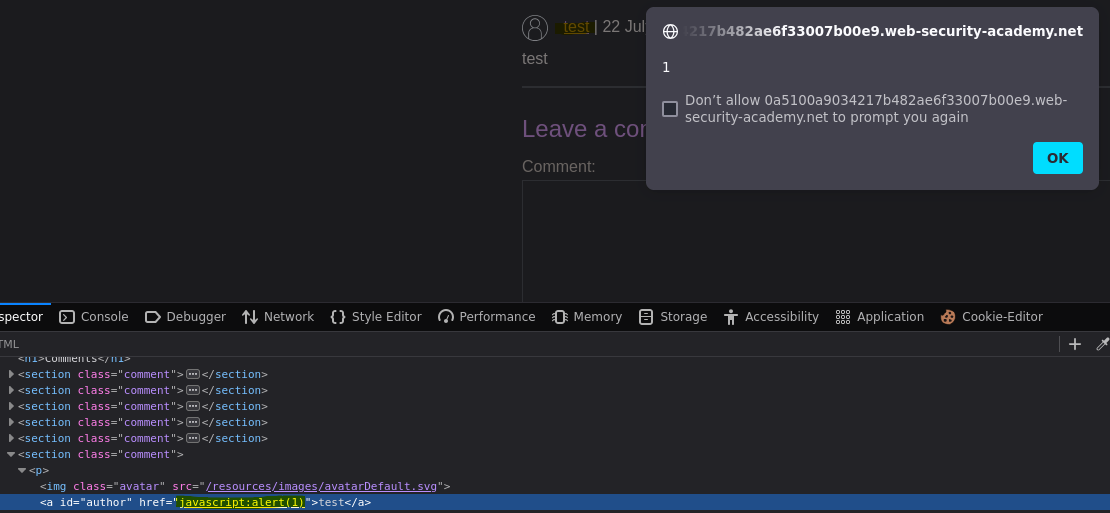 test | 22 Jul
test
Leave a co
Comment:
217b482ae6f33007b00e9.web-security-academy.net
1
Don’t allow 0a5100a9034217b482ae6f33007b00e9.web-
security-academy.net to prompt you again
OK
spector Console Debugger Network Style Editor Performance Memory Storage Accessibility Application Cookie-Editor
TML
<h1>Comments</h1>
<section class="comment"></section>
<section class="comment"></section>
<section class="comment"></section>
<section class="comment"></section>
<section class="comment"></section>
<section class="comment">
<p>
<img class="avatar" src="/resources/images/avatarDefault.svg">
<a id="author" href="javascript:alert(1)">test</a>